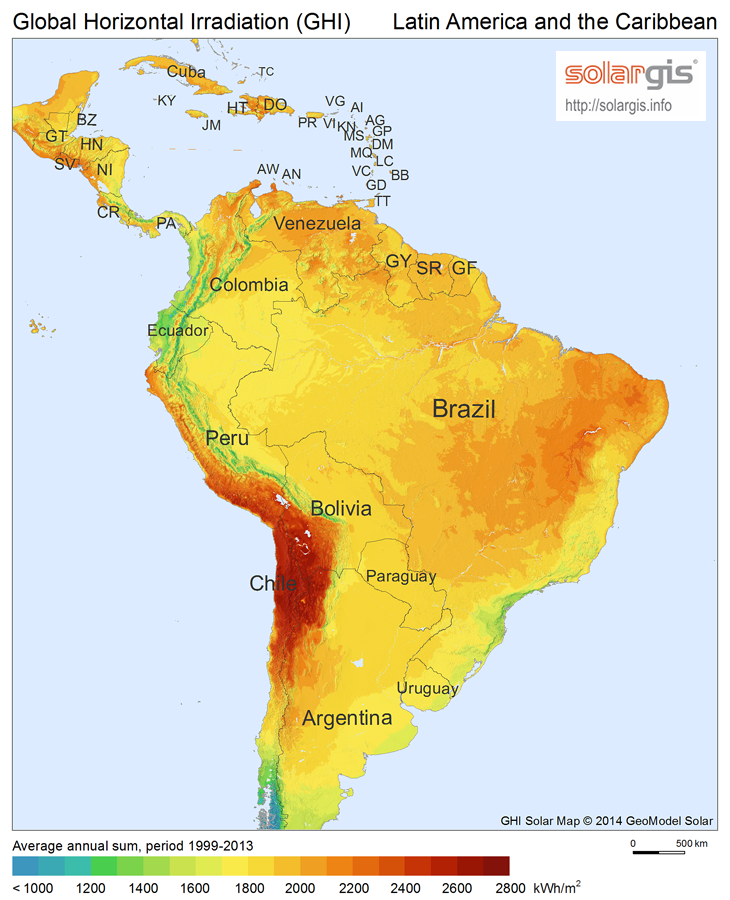 Global Horizontal Irradiation (GHI) Latin America and the Caribbean
solargis®
http://solargis.info
Cuba
TC
KY
HT
DO
JM
PR
VG
VI
AI
KN
AG
MS
GP
DM
MQ
LC
VC
BB
GD
TT
AW
AN
BZ
GT
HN
SV
NI
CR
PA
Venezuela
GY
SR
GF
Colombia
Ecuador
Brazil
Peru
Bolivia
Paraguay
Chile
Uruguay
Argentina
GHI Solar Map © 2014 GeoModel Solar
Average annual sum, period 1999-2013
0 500 km
< 1000 1200 1400 1600 1800 2000 2200 2400 2600 2800 kWh/m²